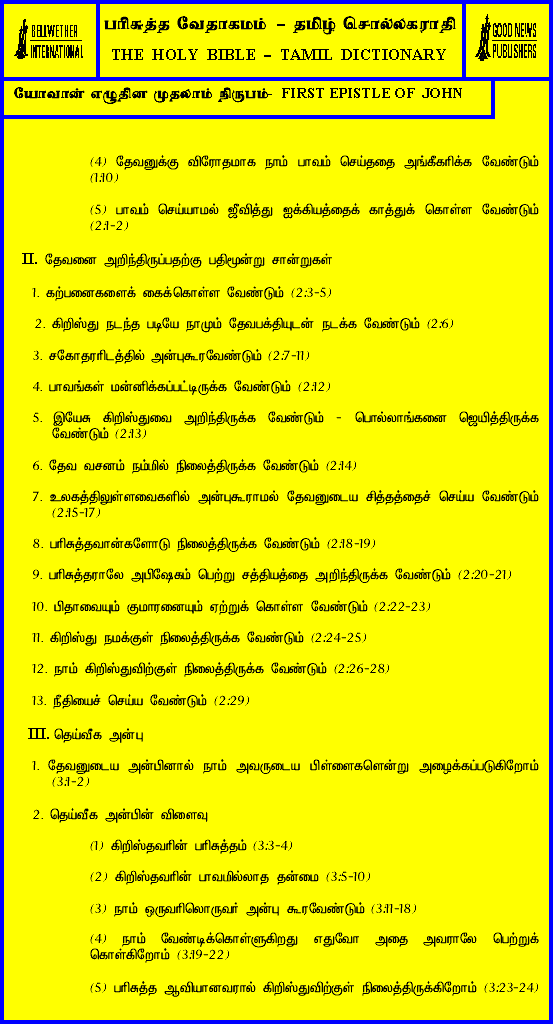 BELLWETHER
INTERNATIONAL
பரிசுத்த வேதாகமம் – தமிழ் சொல்லகராதி
THE HOLY BIBLE – TAMIL DICTIONARY
GOOD NEWS
PUBLISHERS
யோவான் எழுதின முதலாம் நிருபம்- FIRST EPISTLE OF JOHN
(4) தேவனுக்கு விரோதமாக நாம் பாவம் செய்ததை அங்கீகரிக்க வேண்டும்
(1:10)
(5) பாவம் செய்யாமல் ஜீவித்து ஐக்கியத்தைக் காத்துக் கொள்ள வேண்டும்
(2:1-2)
II. தேவனை அறிந்திருப்பதற்கு பதிமூன்று சான்றுகள்
1. கற்பனைகளைக் கைக்கொள்ள வேண்டும் (2:3-5)
2. கிறிஸ்து நடந்த படியே நாமும் தேவபக்தியுடன் நடக்க வேண்டும் (2:6)
3. சகோதரரிடத்தில் அன்புகூரவேண்டும் (2:7-11)
4. பாவங்கள் மன்னிக்கப்பட்டிருக்க வேண்டும் (2:12)
5. இயேசு கிறிஸ்துவை அறிந்திருக்க வேண்டும் - பொல்லாங்கனை ஜெயித்திருக்க
வேண்டும் (2:13)
6. தேவ வசனம் நம்மில் நிலைத்திருக்க வேண்டும் (2:14)
7. உலகத்திலுள்ளவைகளில் அன்புகூராமல் தேவனுடைய சித்தத்தைச் செய்ய வேண்டும்
(2:15-17)
8. பரிசுத்தவான்களோடு நிலைத்திருக்க வேண்டும் (2:18-19)
9. பரிசுத்தராலே அபிஷேகம் பெற்று சத்தியத்தை அறிந்திருக்க வேண்டும் (2:20-21)
10. பிதாவையும் குமாரனையும் ஏற்றுக் கொள்ள வேண்டும் (2:22-23)
11. கிறிஸ்து நமக்குள் நிலைத்திருக்க வேண்டும் (2:24-25)
12. நாம் கிறிஸ்துவிற்குள் நிலைத்திருக்க வேண்டும் (2:26-28)
13. நீதியைச் செய்ய வேண்டும் (2:29)
III. தெய்வீக அன்பு
1. தேவனுடைய அன்பினால் நாம் அவருடைய பிள்ளைகளென்று அழைக்கப்படுகிறோம்
(3:1-2)
2. தெய்வீக அன்பின் விளைவு
(1) கிறிஸ்தவரின் பரிசுத்தம் (3:3-4)
(2) கிறிஸ்தவரின் பாவமில்லாத தன்மை (3:5-10)
(3) நாம் ஒருவரிலொருவர் அன்பு கூரவேண்டும் (3:11-18)
(4) நாம் வேண்டிக்கொள்ளுகிறது எதுவோ அதை அவராலே பெற்றுக்
கொள்கிறோம் (3:19-22)
(5) பரிசுத்த ஆவியானவரால் கிறிஸ்துவிற்குள் நிலைத்திருக்கிறோம் (3:23-24)